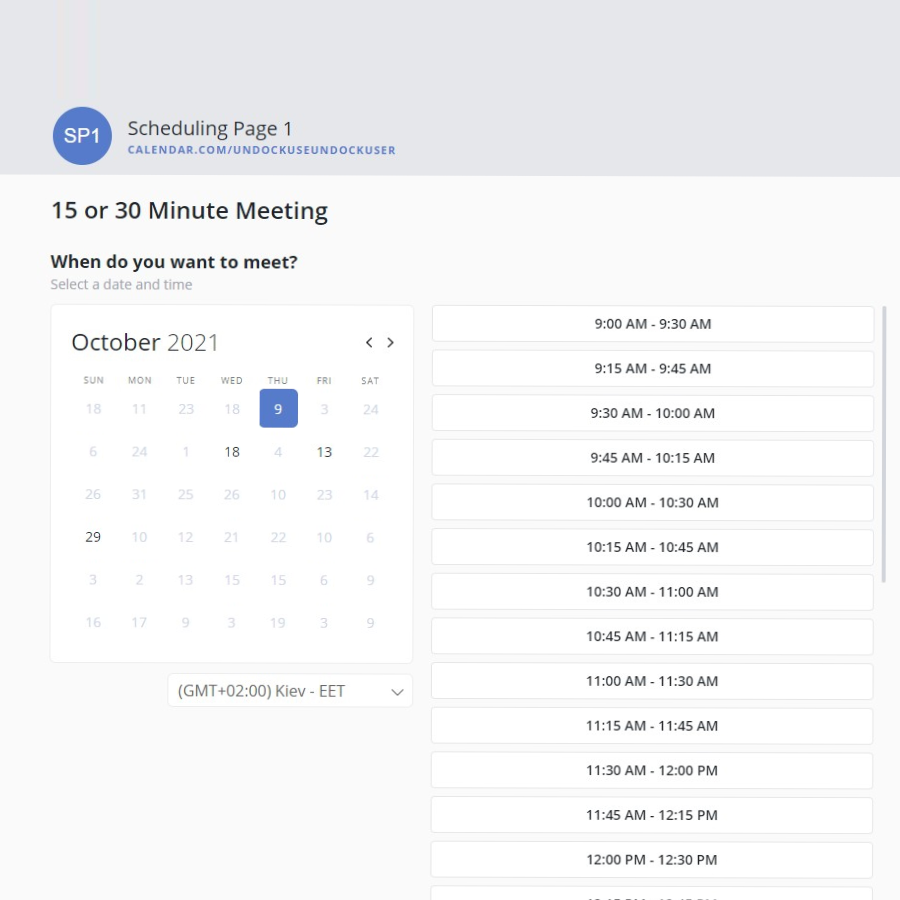 SP1
Scheduling Page 1
CALENDAR.COM/UNDOCKUSEUNDOCKUSER
15 or 30 Minute Meeting
When do you want to meet?
Select a date and time
October 2021
SUN MON TUE WED THU FRI SAT
18 11 23 18 9 3 24
6 24 1 18 4 13 22
26 31 25 26 10 23 14
29 10 12 21 22 10 6
3 2 13 15 15 6 9
16 17 9 3 19 3 9
(GMT+02:00) Kiev - EET
9:00 AM - 9:30 AM
9:15 AM - 9:45 AM
9:30 AM - 10:00 AM
9:45 AM - 10:15 AM
10:00 AM - 10:30 AM
10:15 AM - 10:45 AM
10:30 AM - 11:00 AM
10:45 AM - 11:15 AM
11:00 AM - 11:30 AM
11:15 AM - 11:45 AM
11:30 AM - 12:00 PM
11:45 AM - 12:15 PM
12:00 PM - 12:30 PM